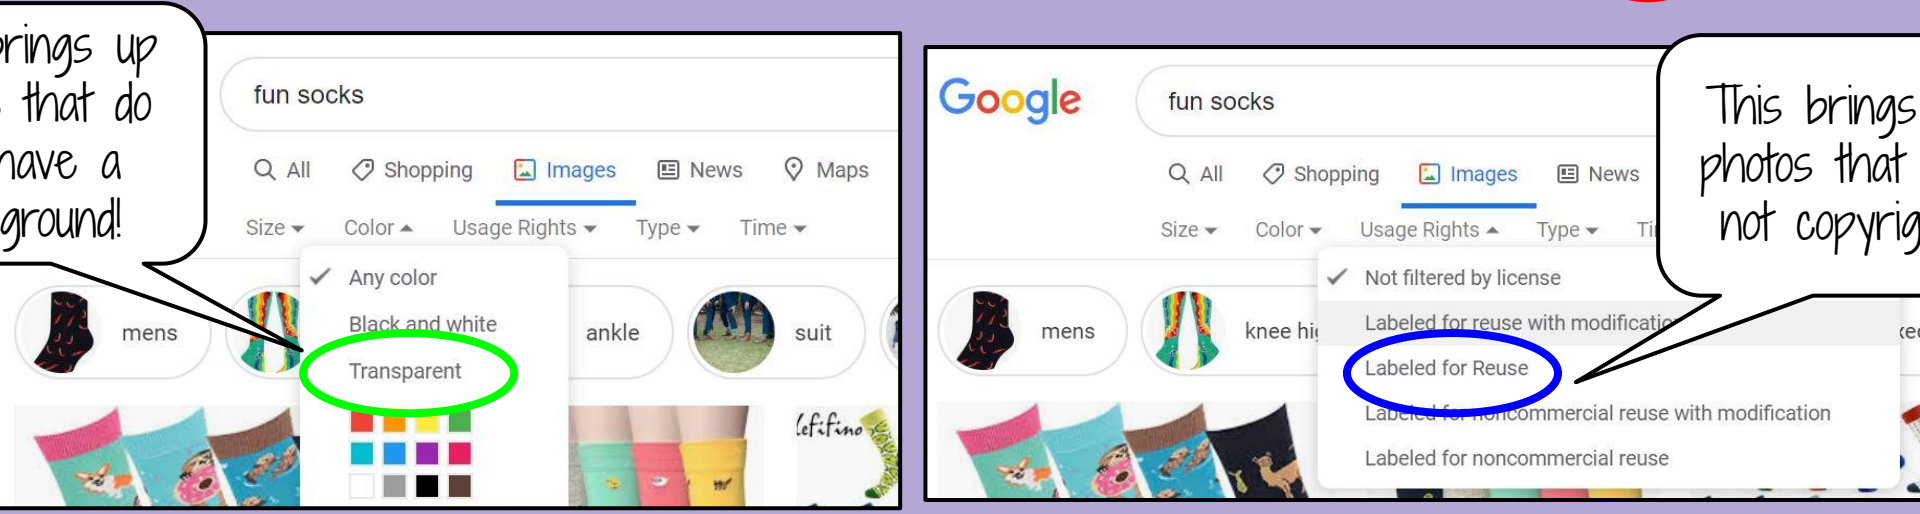 brings up
that do
have a
ground!
fun socks
All Shopping Images News Maps
Size Color Usage Rights Type Time
Any color
Black and white
Transparent
mens
ankle
suit
lefifino
Google
fun socks
All Shopping Images News
Size Color Usage Rights Type
Not filtered by license
Labeled for reuse with modification
Labeled for Reuse
Labeled for noncommercial reuse with modification
Labeled for noncommercial reuse
mens
knee hi
This brings
photos that
not copyrig